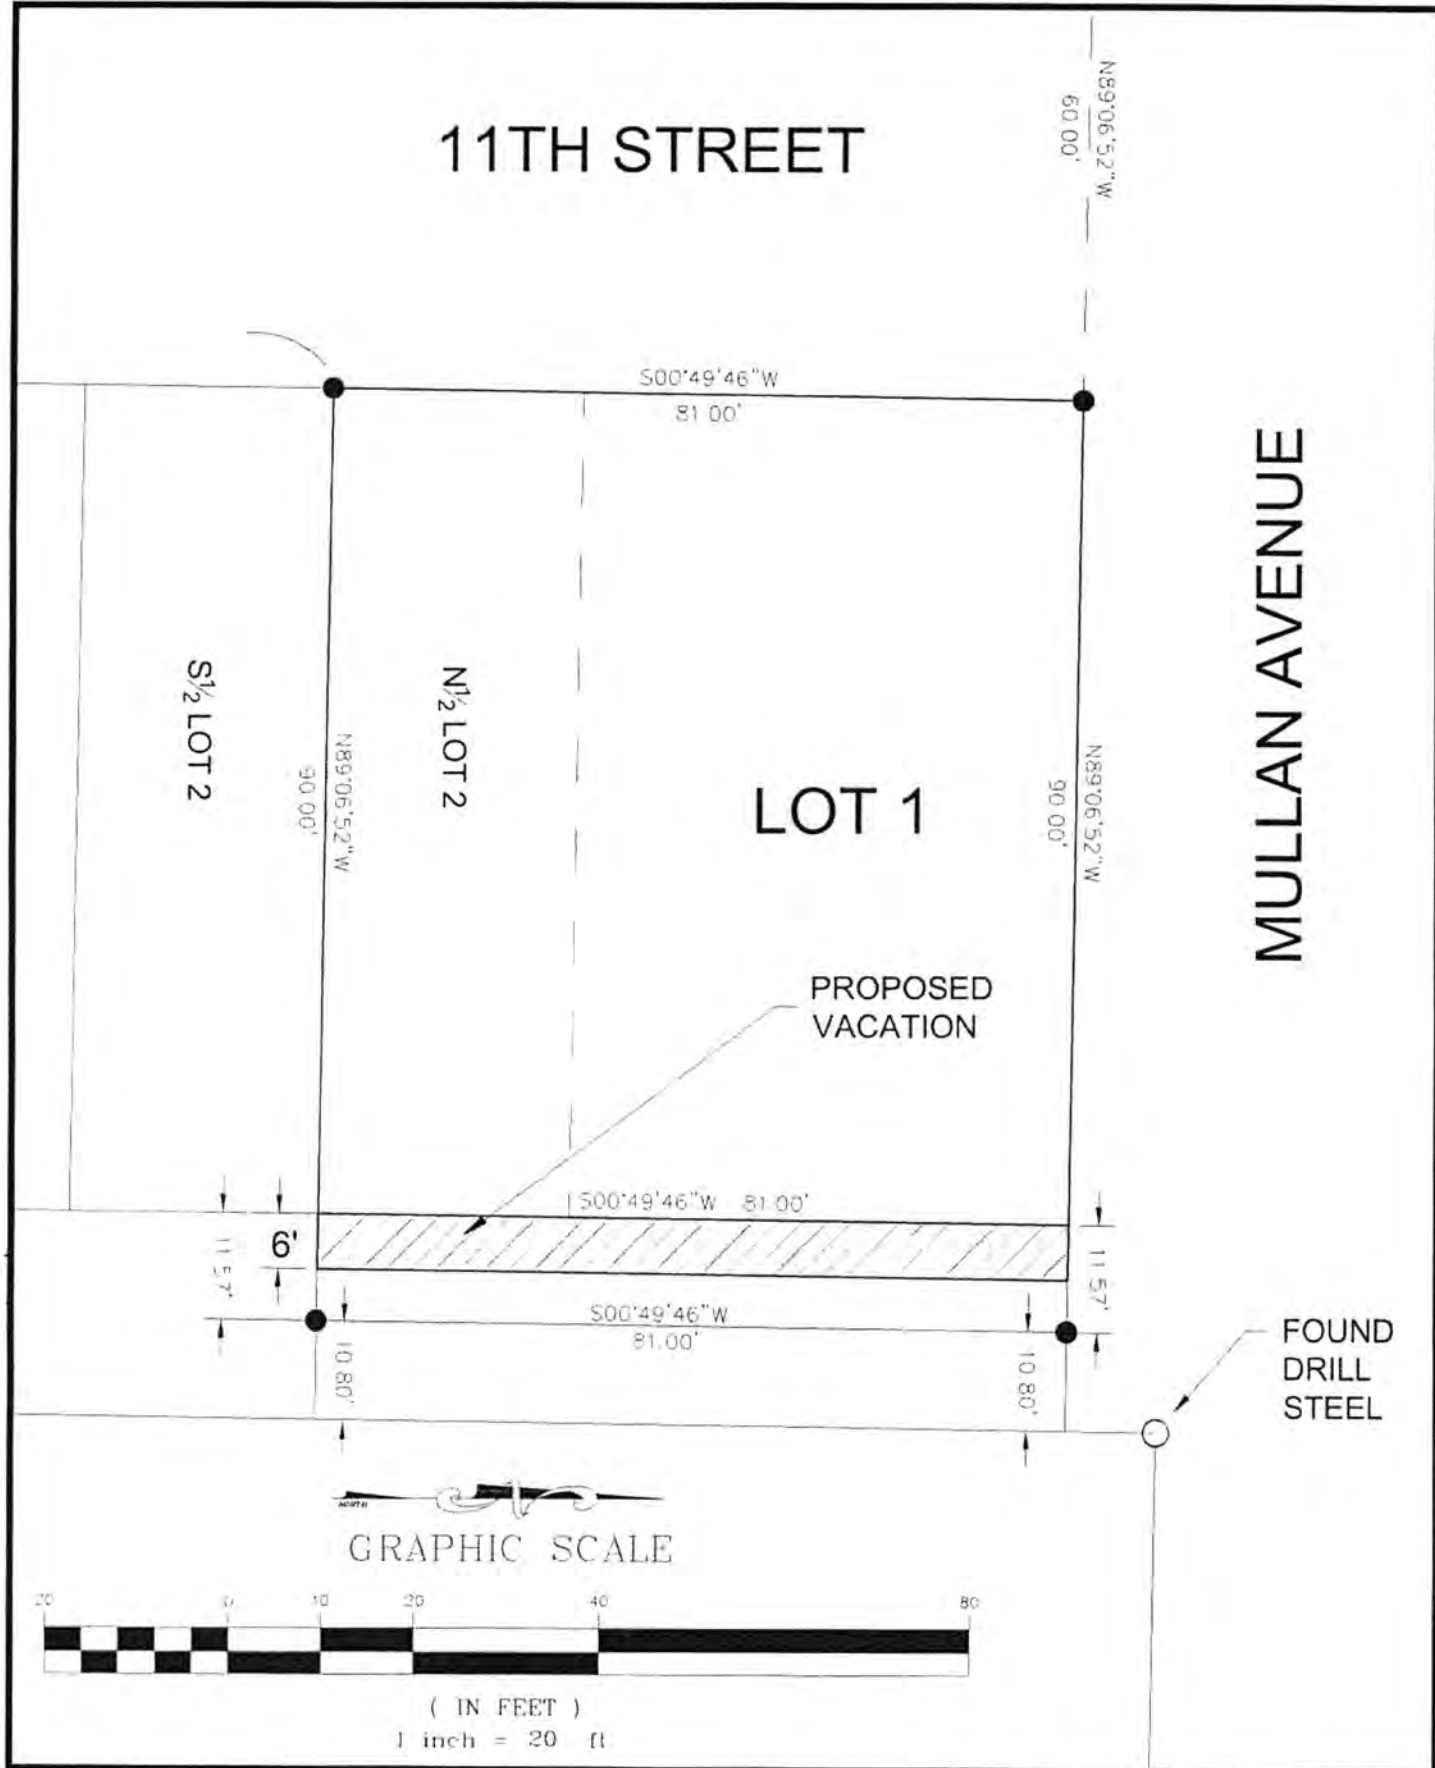 N89°06'52"W
60.00'
11TH STREET
S00°49'46"W
81.00'
MULLAN AVENUE
S½ LOT 2
N½ LOT 2
N89°06'52"W
90.00'
LOT 1
N89°06'52"W
90.00'
PROPOSED
VACATION
S00°49'46"W 81.00'
6'
11.57'
11.57'
S00°49'46"W
81.00'
10.80'
10.80'
FOUND
DRILL
STEEL
NORTH
GRAPHIC SCALE
20 0 10 20 40 80
( IN FEET )
1 inch = 20 ft.